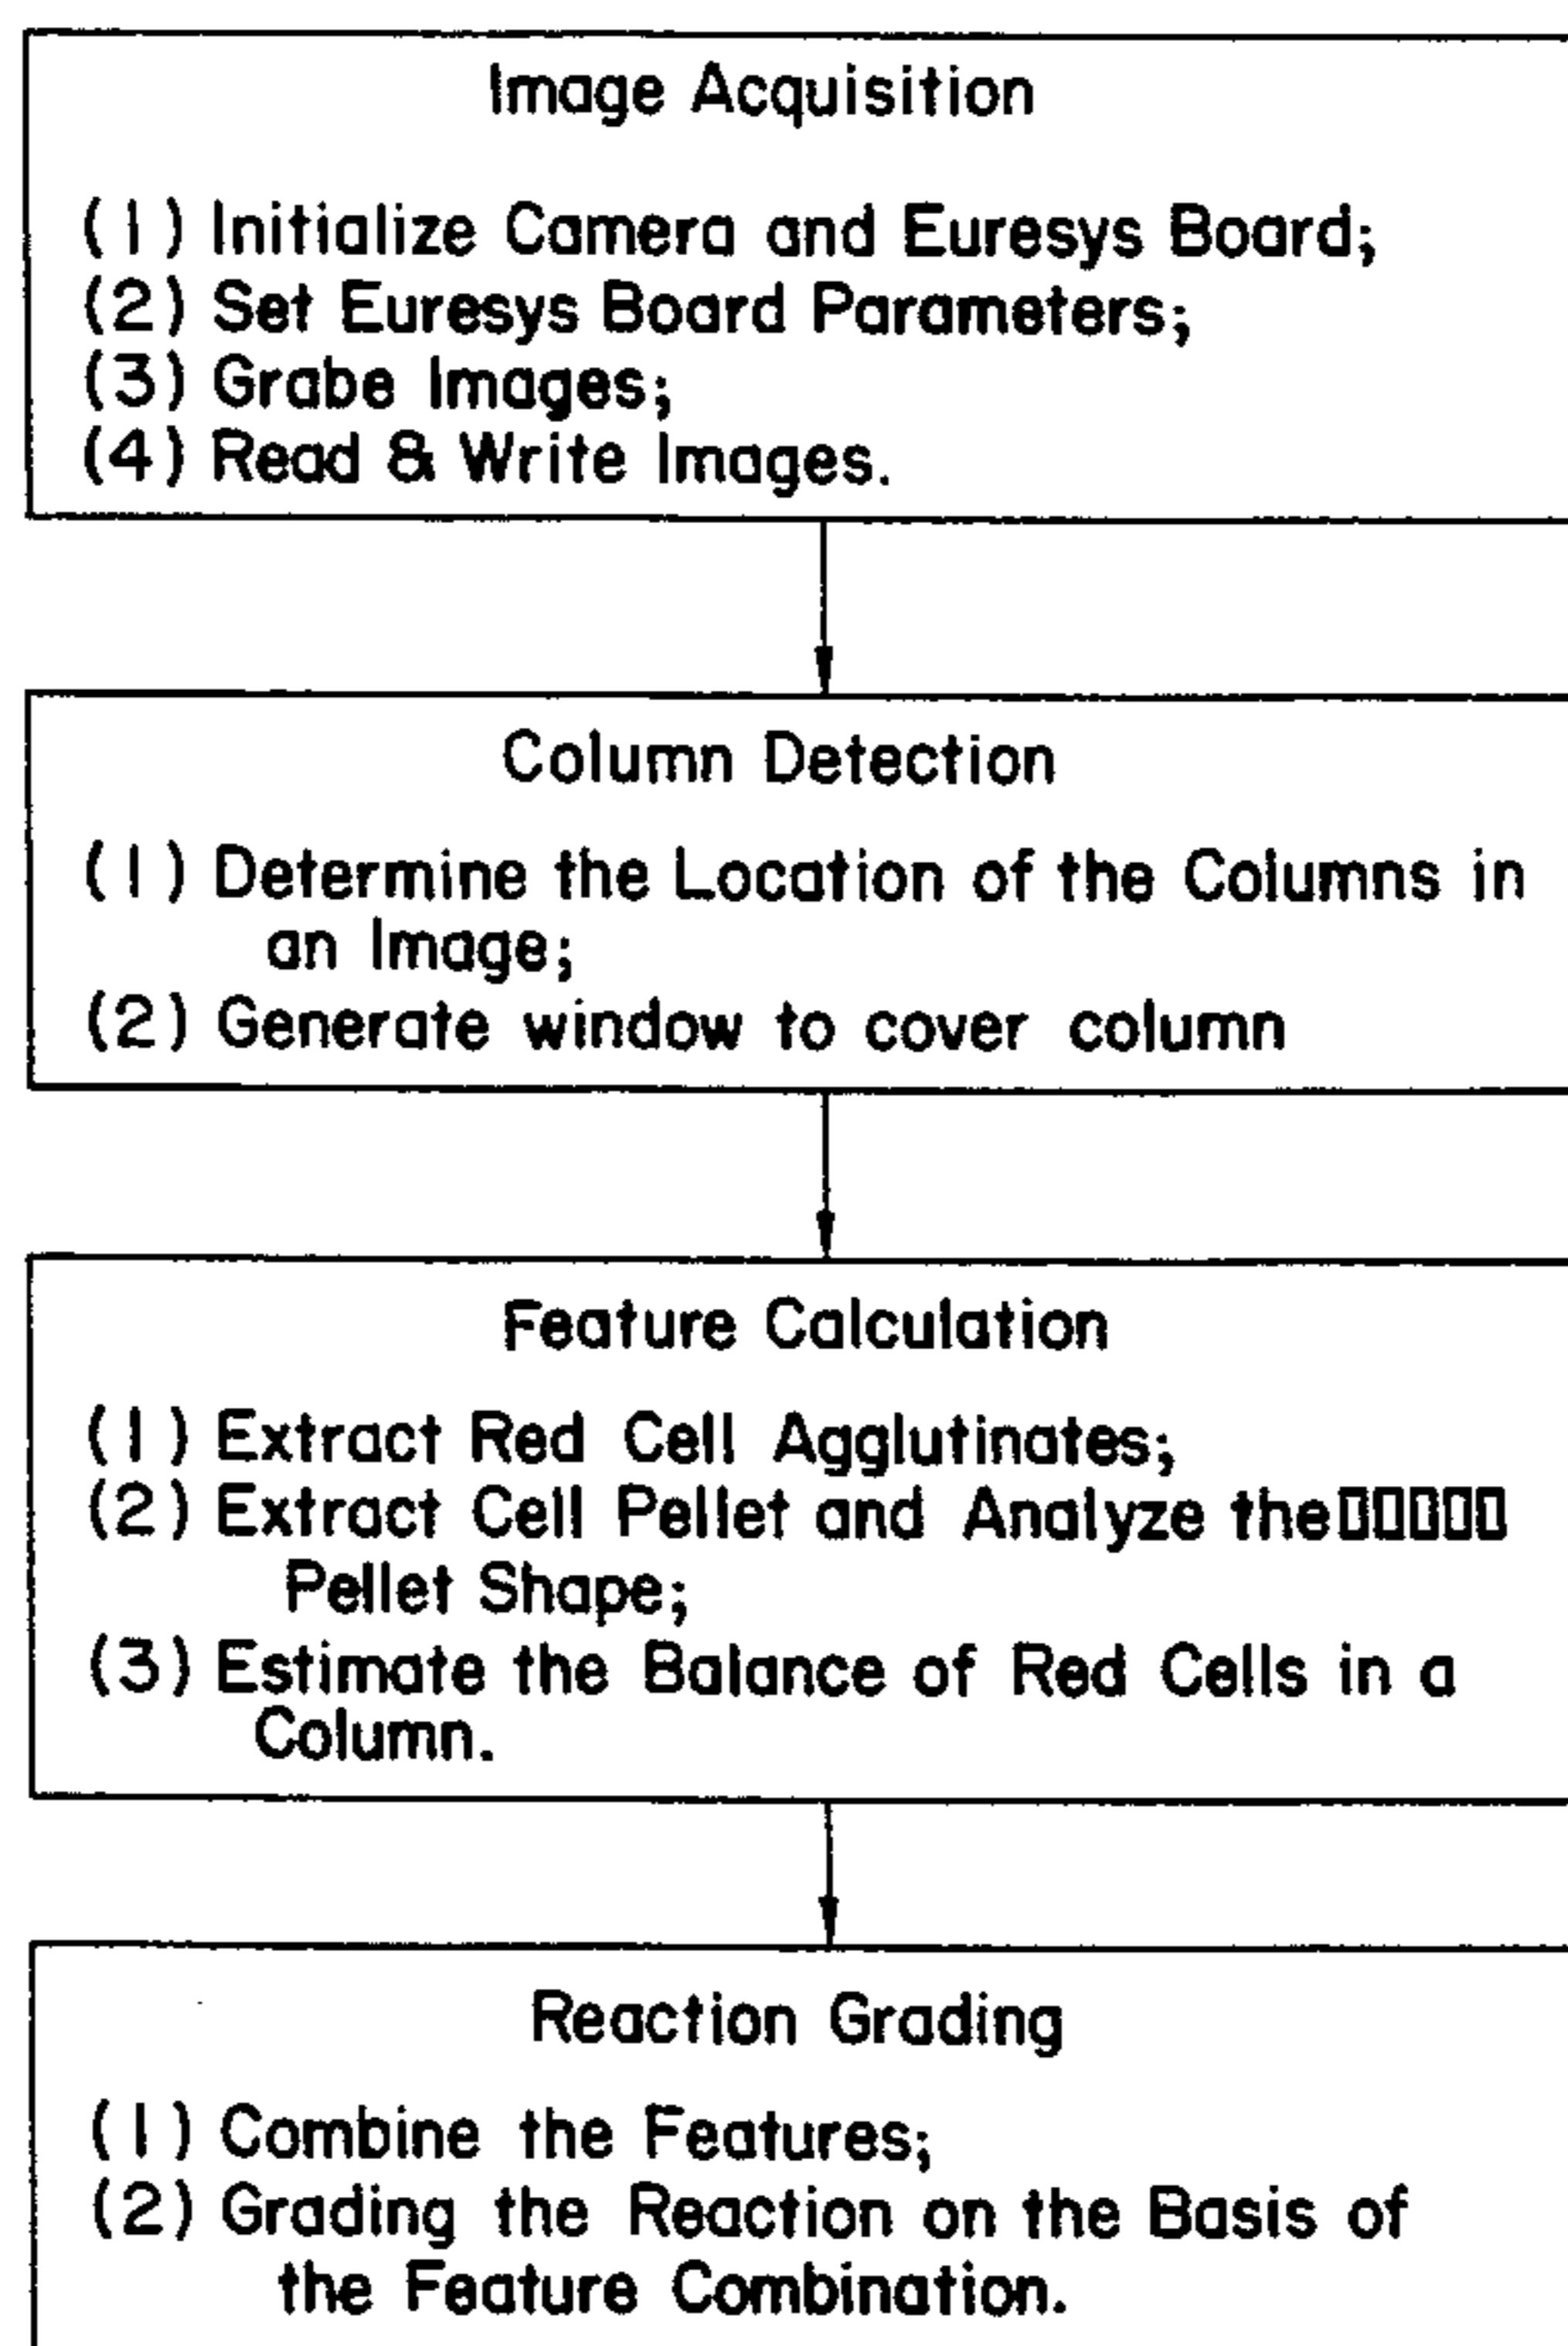 Image Acquisition
(1) Initialize Camera and Euresys Board;
(2) Set Euresys Board Parameters;
(3) Grabe Images;
(4) Read & Write Images.
Column Detection
(1) Determine the Location of the Columns in
an Image;
(2) Generate window to cover column
Feature Calculation
(1) Extract Red Cell Agglutinates;
(2) Extract Cell Pellet and Analyze the▯▯▯▯▯
Pellet Shape;
(3) Estimate the Balance of Red Cells in a
Column.
Reaction Grading
(1) Combine the Features;
(2) Grading the Reaction on the Basis of
the Feature Combination.